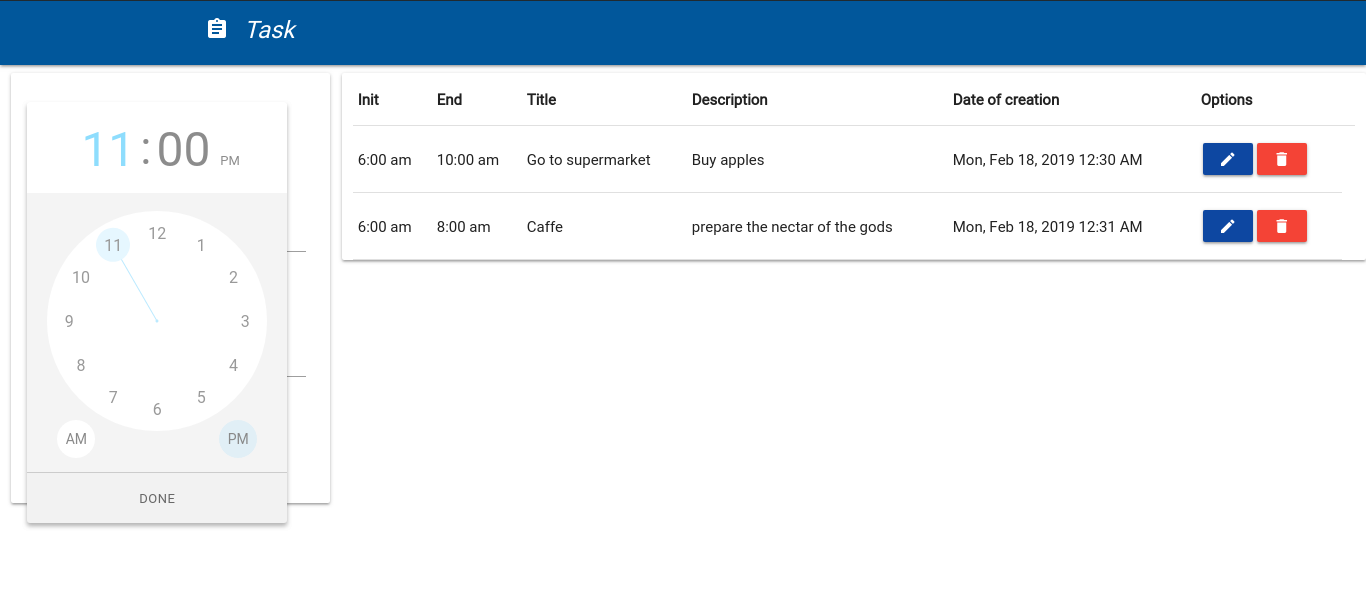 Task
11:00 PM
12
11 1
10 2
9 3
8 4
7 5
6
AM PM
DONE
Init End Title Description Date of creation Options
6:00 am 10:00 am Go to supermarket Buy apples Mon, Feb 18, 2019 12:30 AM
6:00 am 8:00 am Caffe prepare the nectar of the gods Mon, Feb 18, 2019 12:31 AM